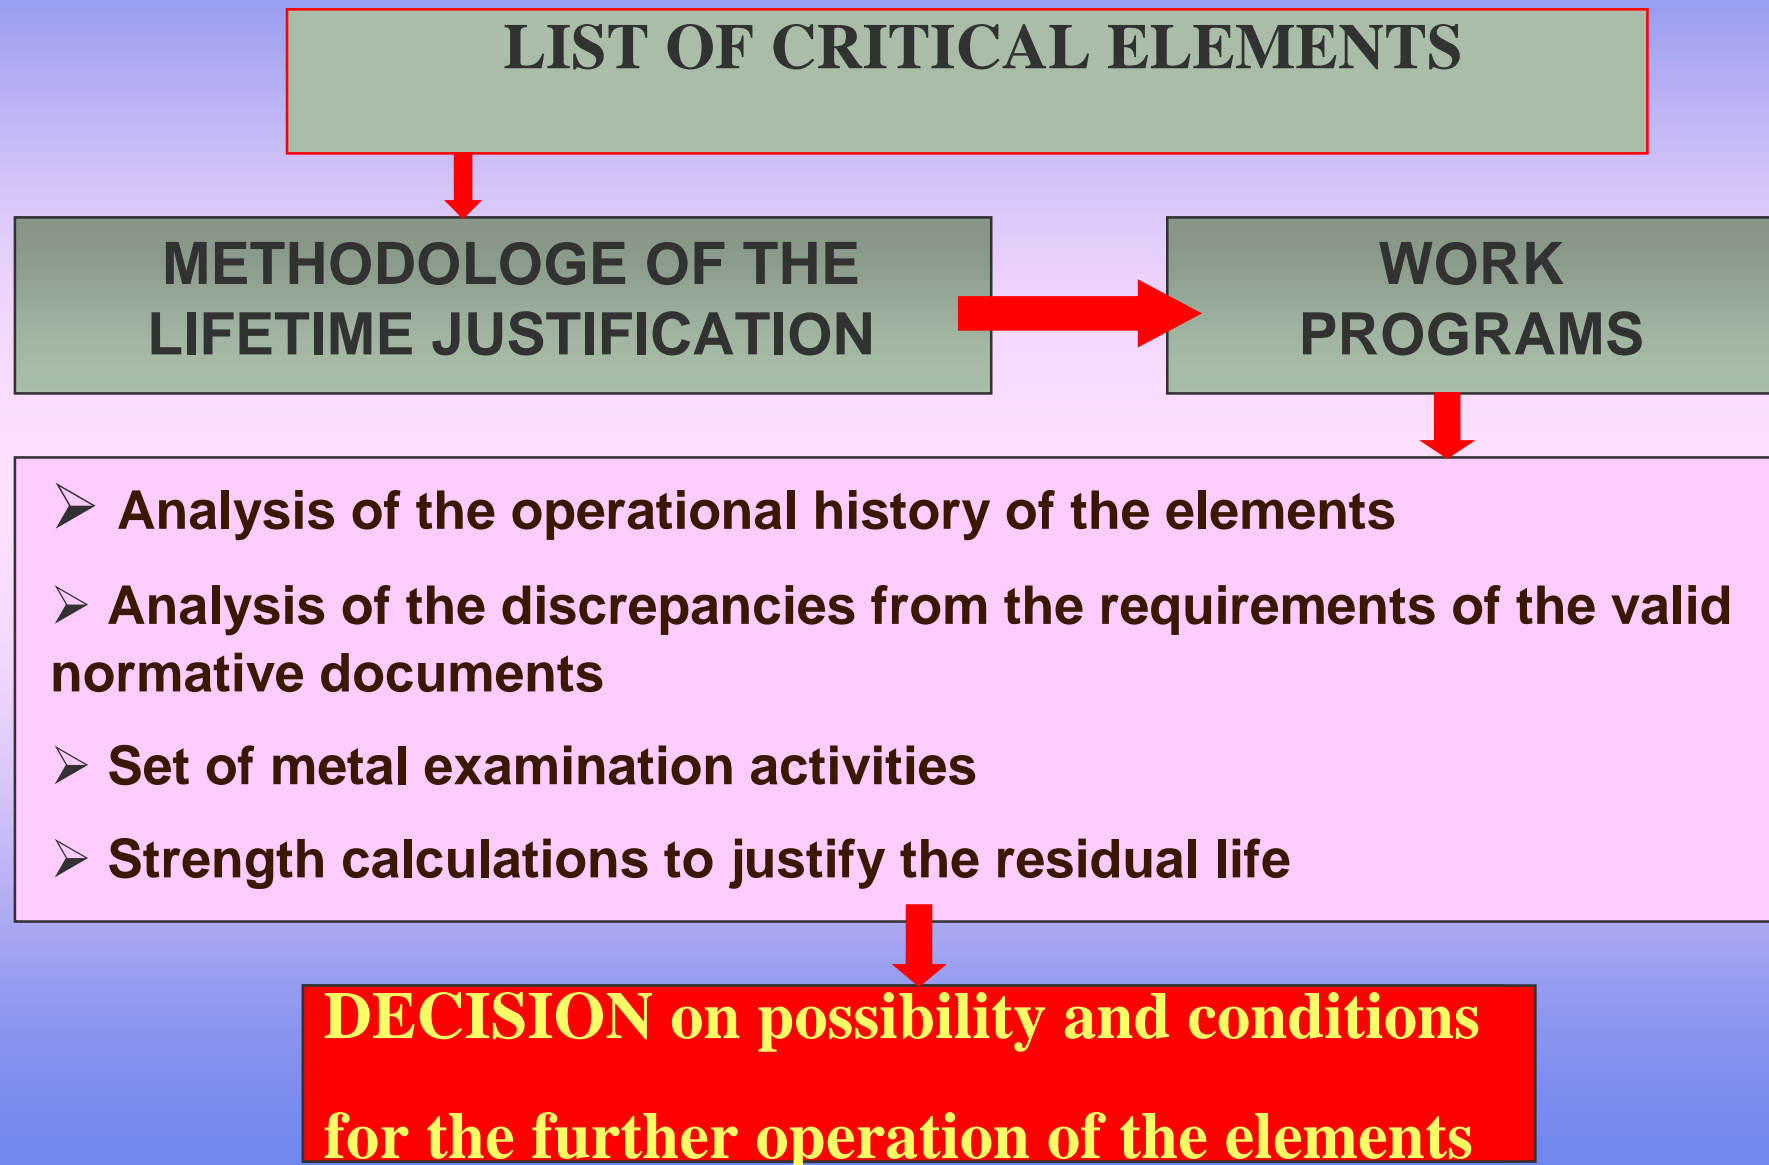 LIST OF CRITICAL ELEMENTS
METHODOLOGE OF THE
LIFETIME JUSTIFICATION
WORK
PROGRAMS
➢ Analysis of the operational history of the elements
➢ Analysis of the discrepancies from the requirements of the valid
normative documents
➢ Set of metal examination activities
➢ Strength calculations to justify the residual life
DECISION on possibility and conditions
for the further operation of the elements